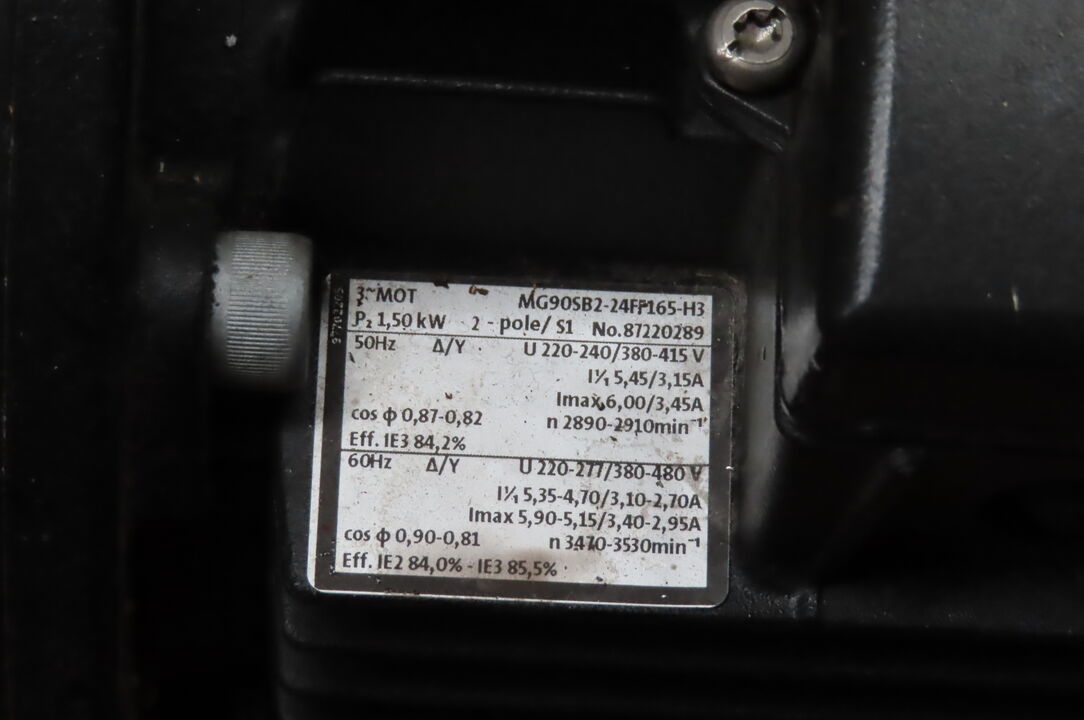 3~MOT MG90SB2-24FF165-H3
P₂ 1,50 kW 2 - pole/ S1 No.87220289
50Hz Δ/Y U 220-240/380-415 V
I¹⁄₁ 5,45/3,15A
Imax 6,00/3,45A
cos ϕ 0,87-0,82 n 2890-2910min⁻¹
Eff. IE3 84,2%
60Hz Δ/Y U 220-277/380-480 V
I¹⁄₁ 5,35-4,70/3,10-2,70A
Imax 5,90-5,15/3,40-2,95A
cos ϕ 0,90-0,81 n 3470-3530min⁻¹
Eff. IE2 84,0% - IE3 85,5%